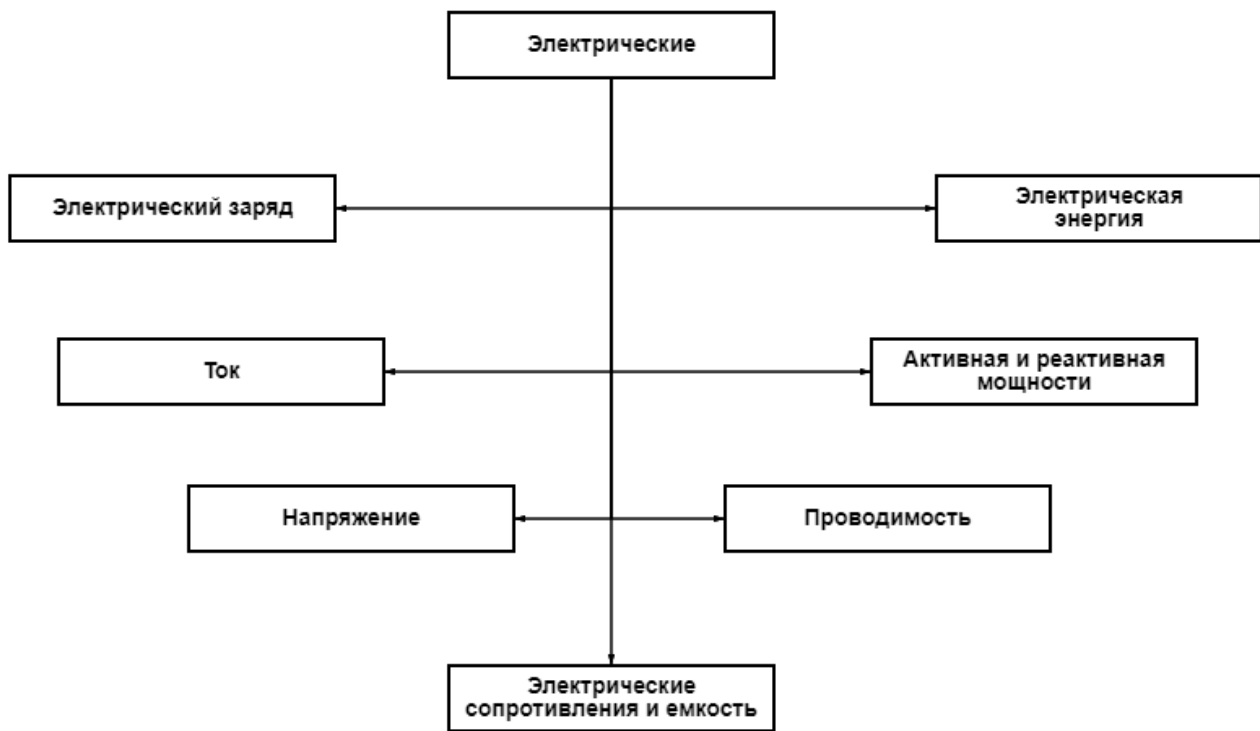 Электрические
Электрический заряд
Электрическая
энергия
Ток
Активная и реактивная
мощности
Напряжение
Проводимость
Электрические
сопротивления и емкость